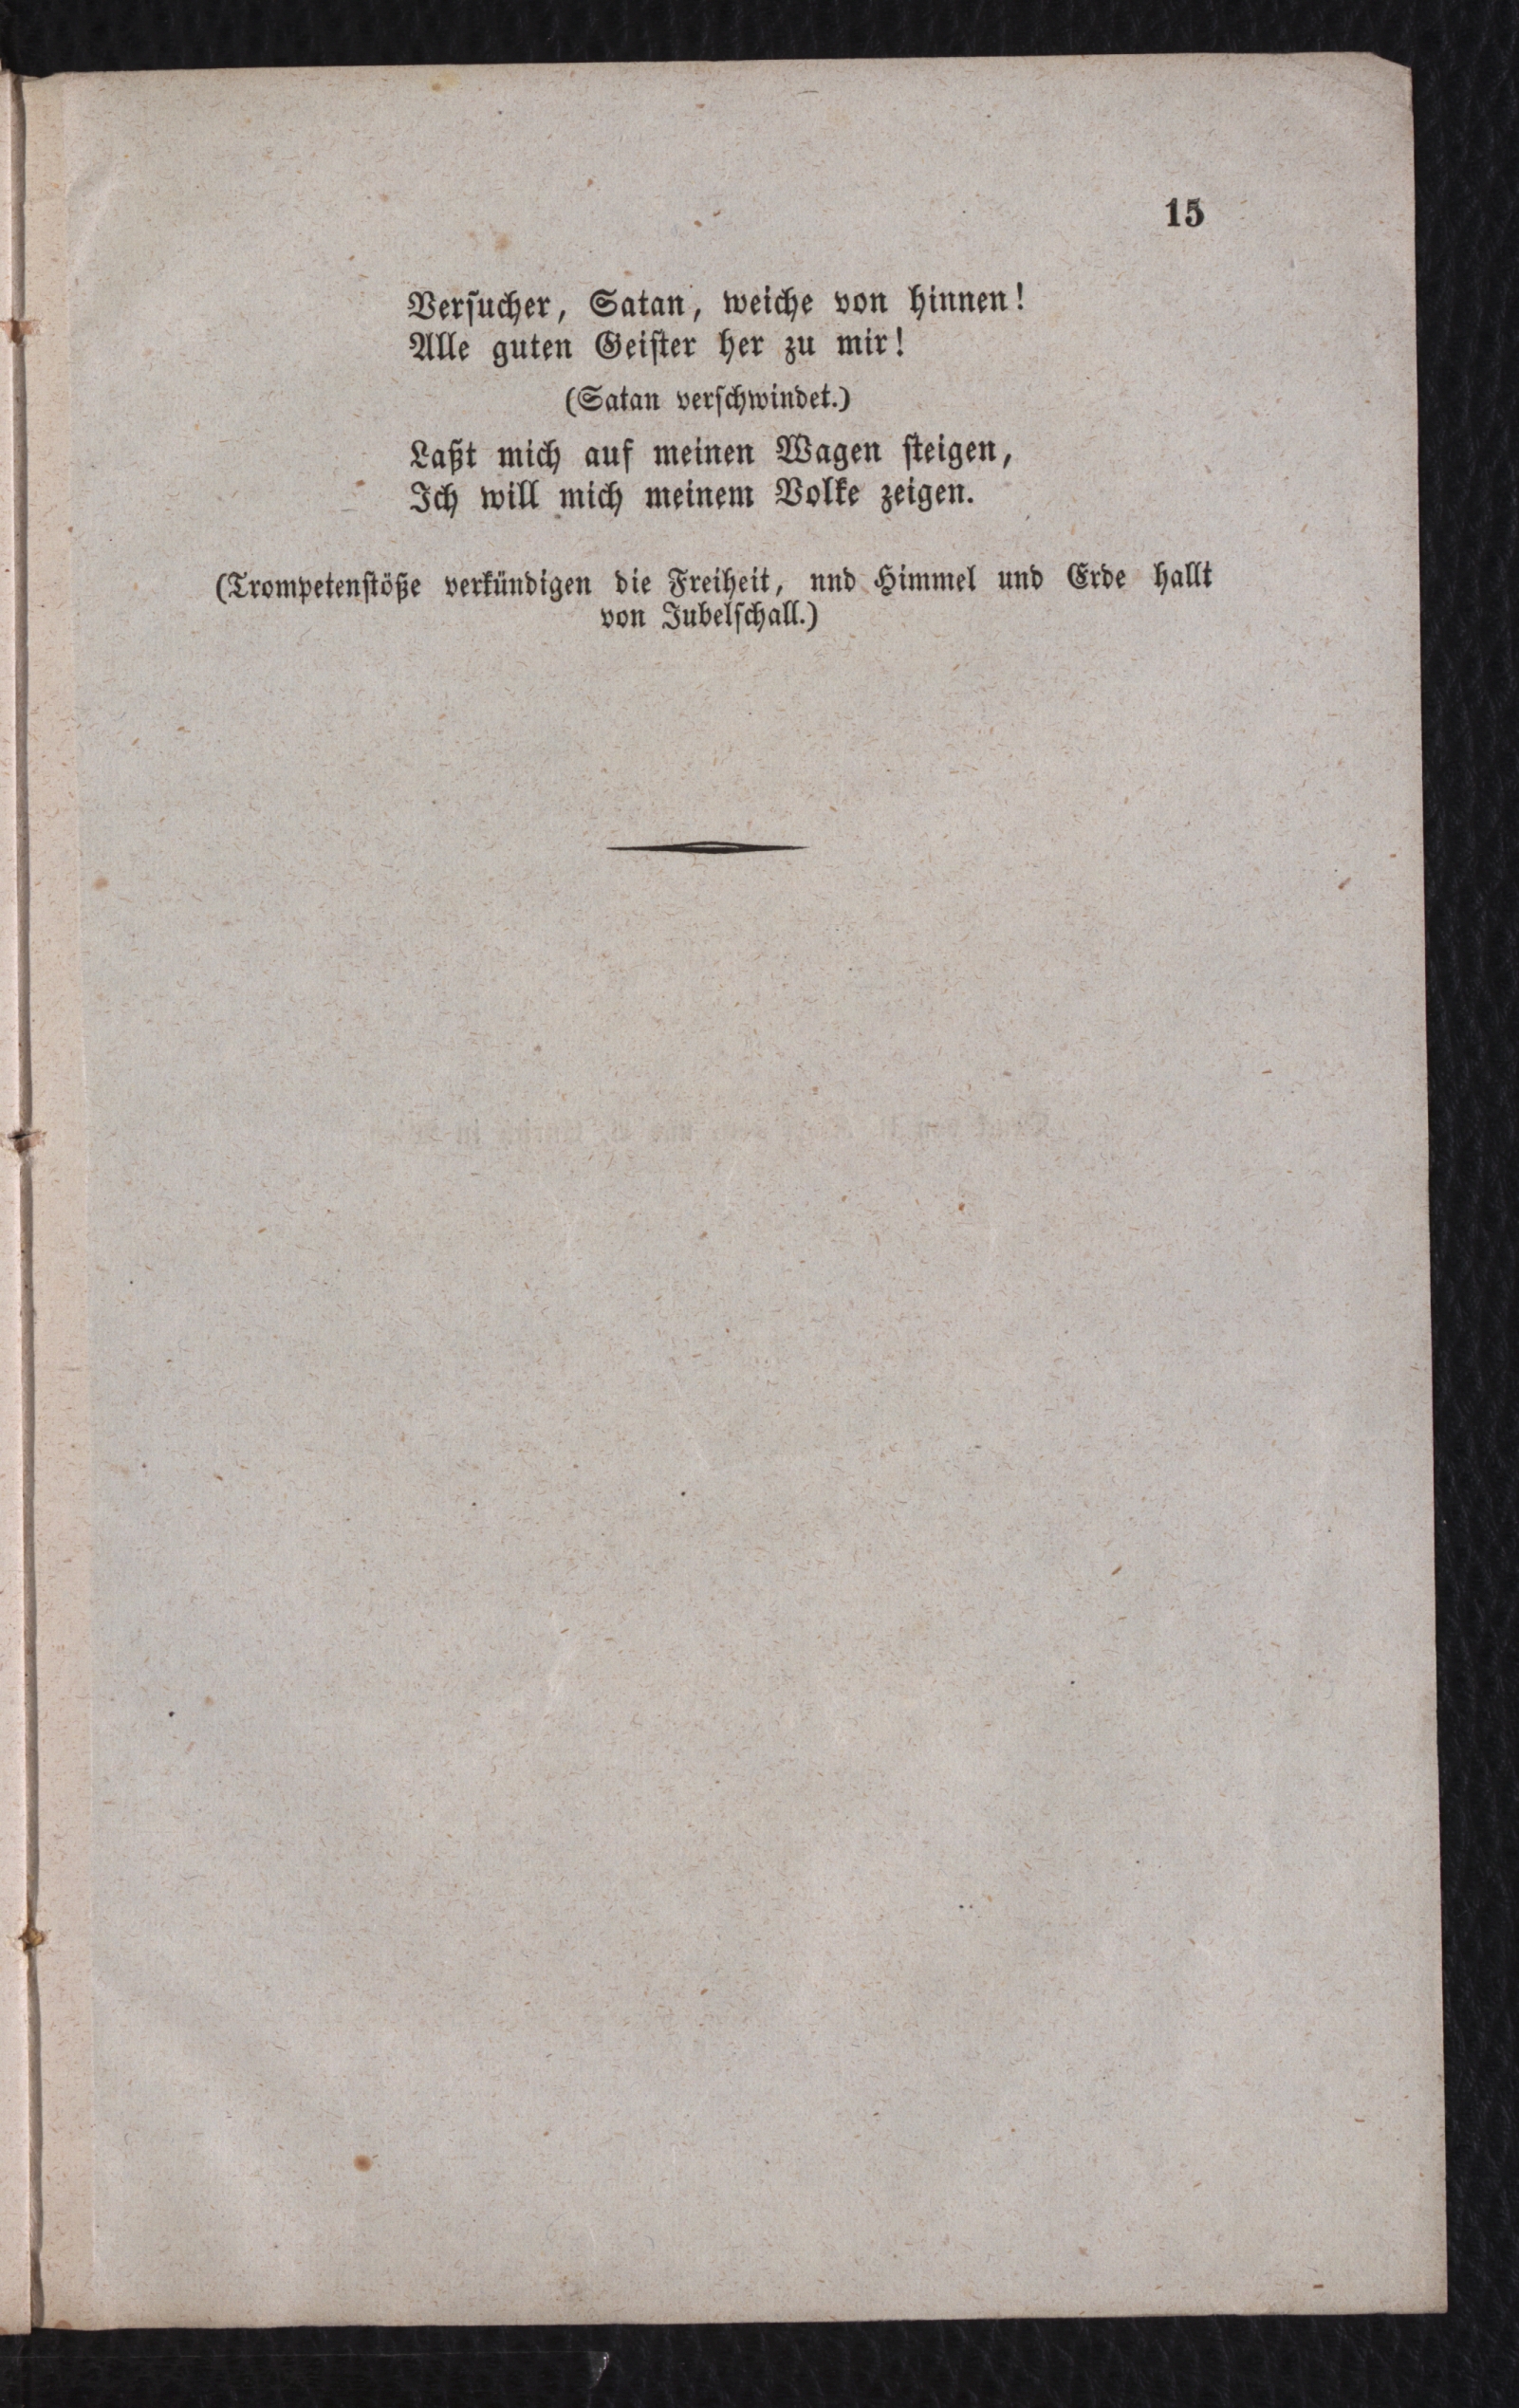 15
Versucher, Satan, weiche von hinnen!
Alle guten Geister her zu mir!
(Satan verschwindet.)
Laßt mich auf meinen Wagen steigen,
Ich will mich meinem Volke zeigen.
(Trompetenstöße verkündigen die Freiheit, nnd Himmel und Erde hallt
von Jubelschall.)